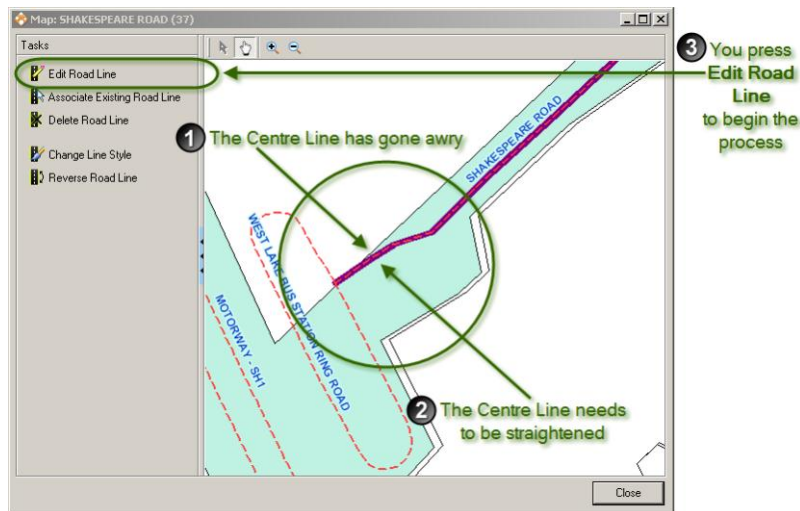 Map: SHAKESPEARE ROAD (37)
Tasks
Edit Road Line
Associate Existing Road Line
Delete Road Line
Change Line Style
Reverse Road Line
1 The Centre Line has gone awry
SHAKESPEARE ROAD
WEST LAKE BUS STATION RING ROAD
MOTORWAY - SH1
2 The Centre Line needs
to be straightened
3 You press
Edit Road
Line
to begin the
process
Close